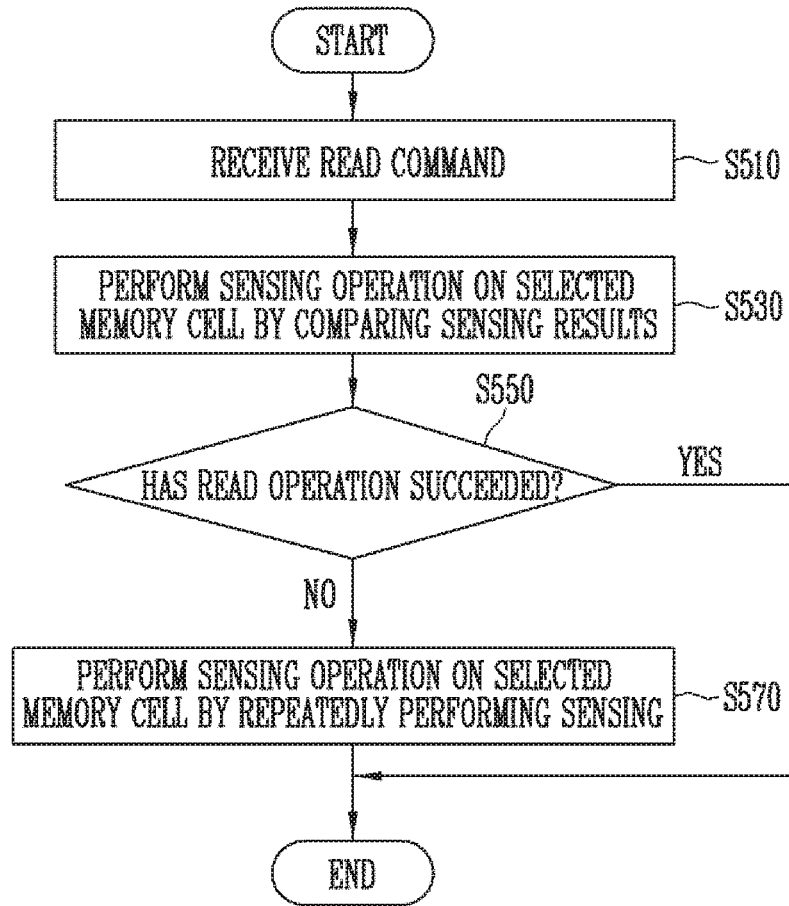 START
RECEIVE READ COMMAND
S510
PERFORM SENSING OPERATION ON SELECTED
MEMORY CELL BY COMPARING SENSING RESULTS
S530
S550
HAS READ OPERATION SUCCEEDED?
YES
NO
PERFORM SENSING OPERATION ON SELECTED
MEMORY CELL BY REPEATEDLY PERFORMING SENSING
S570
END